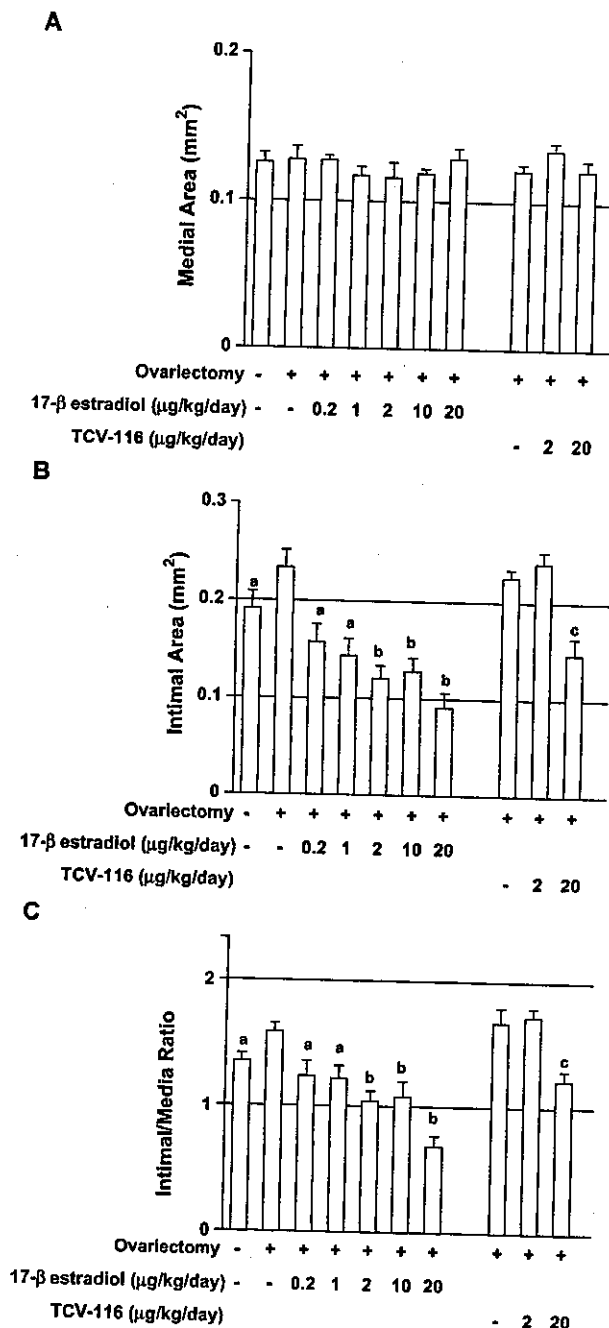 A
0.2
Medial Area (mm²)
0.1
0
Ovariectomy - + + + + + + + + +
17-β estradiol (μg/kg/day) - - 0.2 1 2 10 20
TCV-116 (μg/kg/day) - 2 20
B
0.3
a
0.2
Intimal Area (mm²)
a a b b b c
0.1
0
Ovariectomy - + + + + + + + + +
17-β estradiol (μg/kg/day) - - 0.2 1 2 10 20
TCV-116 (μg/kg/day) - 2 20
C
2
Intimal/Media Ratio
a a a b b b c
1
0
Ovariectomy - + + + + + + + + +
17-β estradiol (μg/kg/day) - - 0.2 1 2 10 20
TCV-116 (μg/kg/day) - 2 20